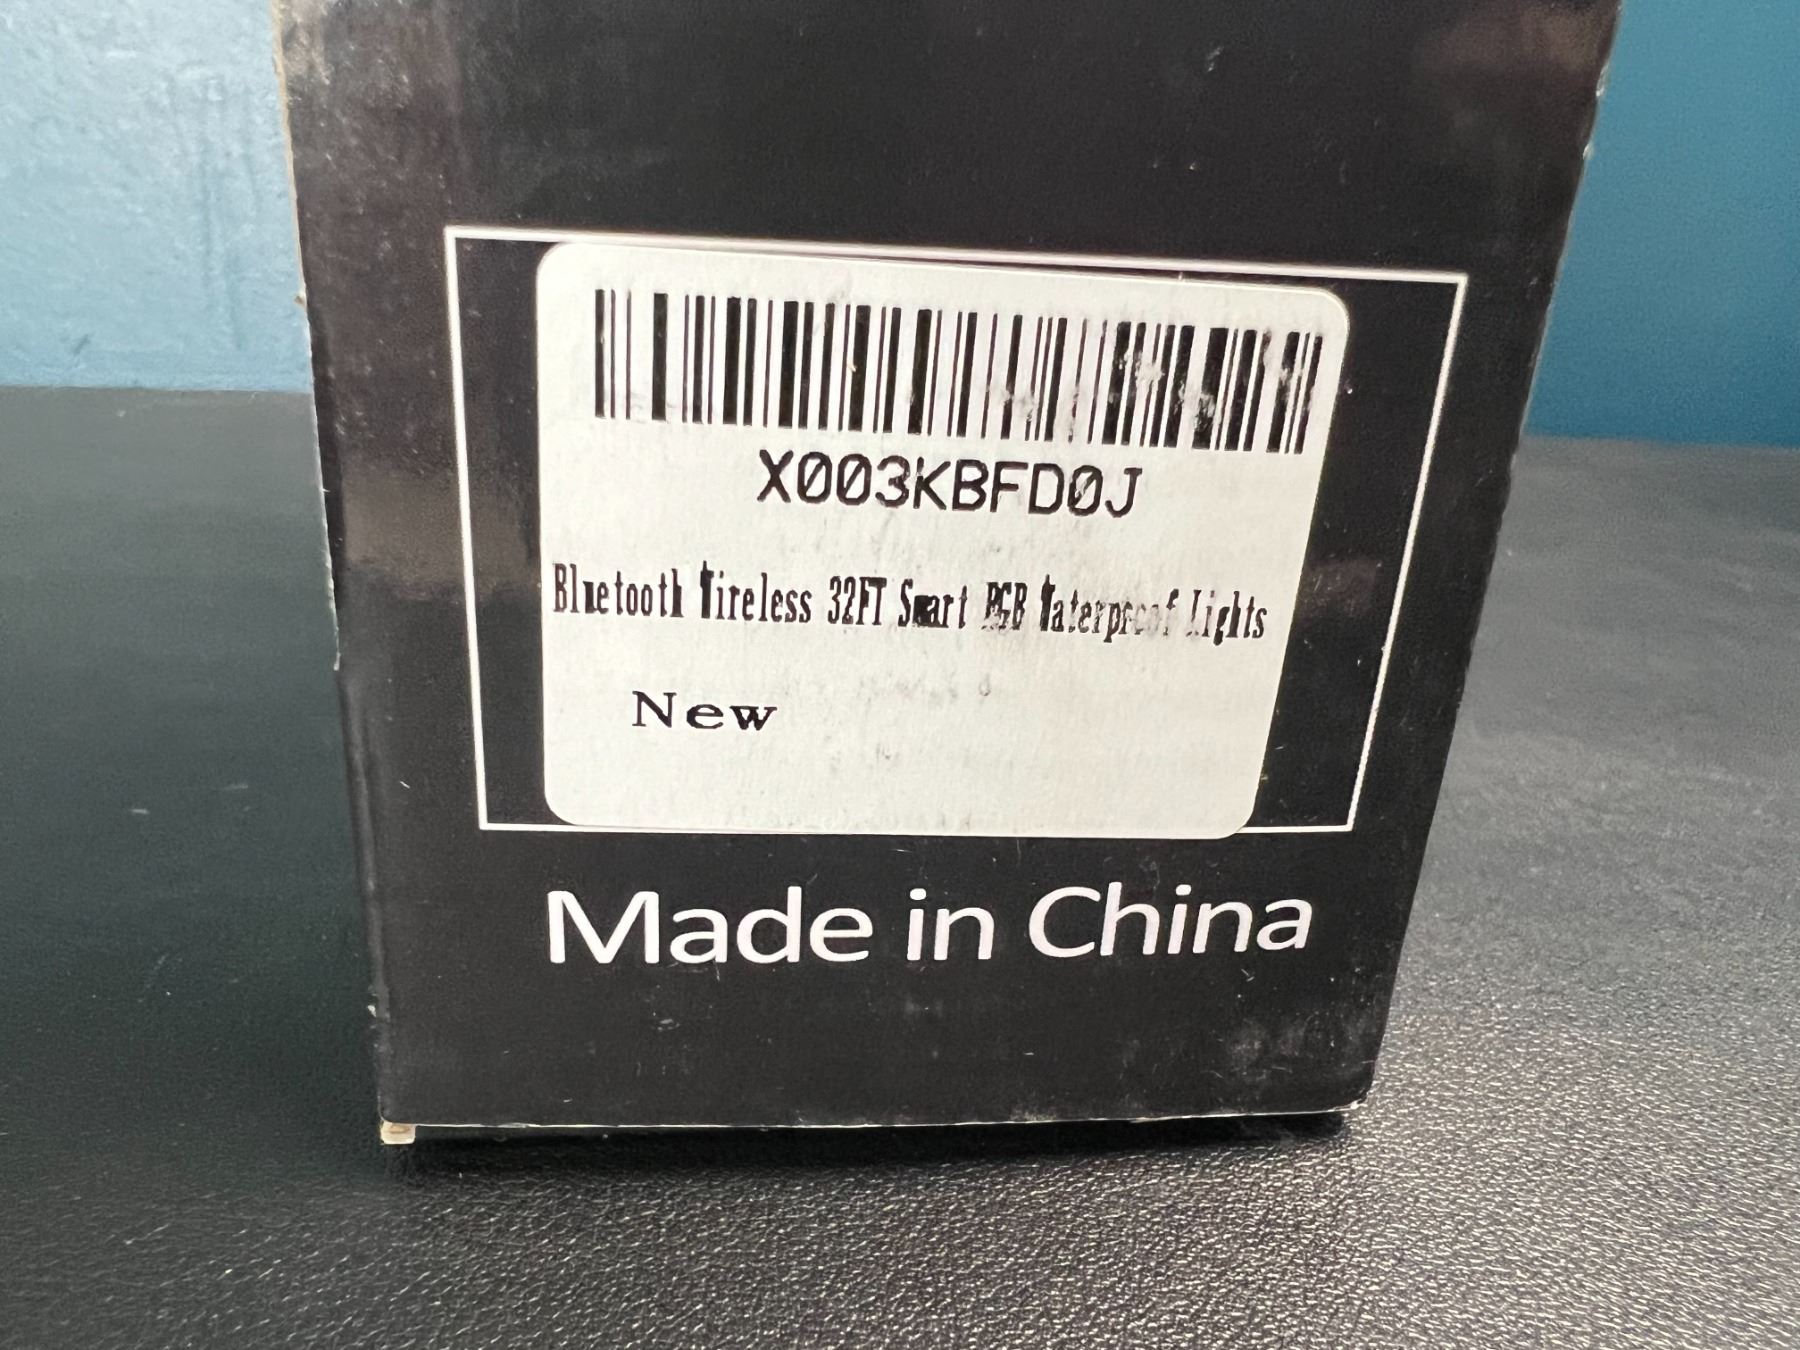 X003KBFD0J
Bluetooth Wireless 32FT Smart RGB Waterproof Lights
New
Made in China